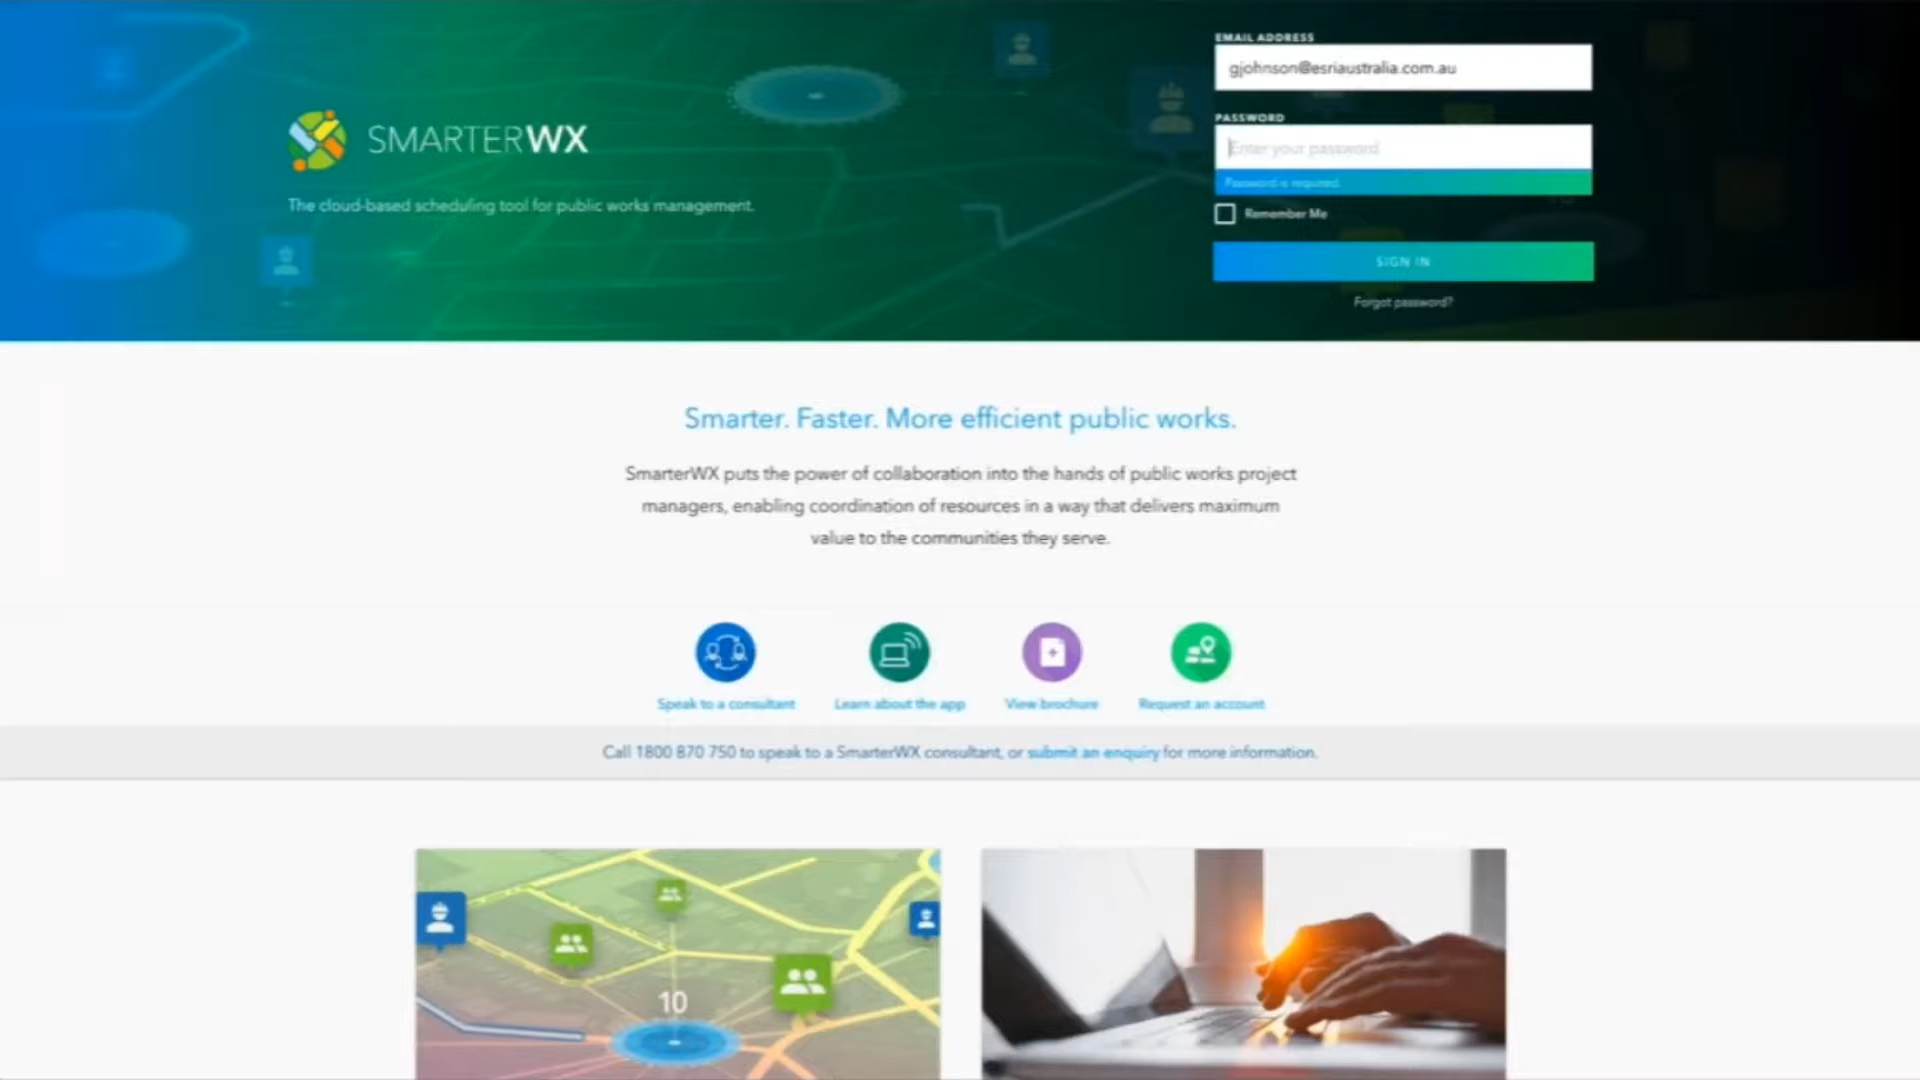 EMAIL ADDRESS
gjohnson@esriaustralia.com.au
PASSWORD
Enter your password
Password is required.
Remember Me
SIGN IN
Forgot password?
SMARTERWX
The cloud-based scheduling tool for public works management.
Smarter. Faster. More efficient public works.
SmarterWX puts the power of collaboration into the hands of public works project
managers, enabling coordination of resources in a way that delivers maximum
value to the communities they serve.
Speak to a consultant
Learn about the app
View brochure
Request an account
Call 1800 870 750 to speak to a SmarterWX consultant, or submit an enquiry for more information.
10